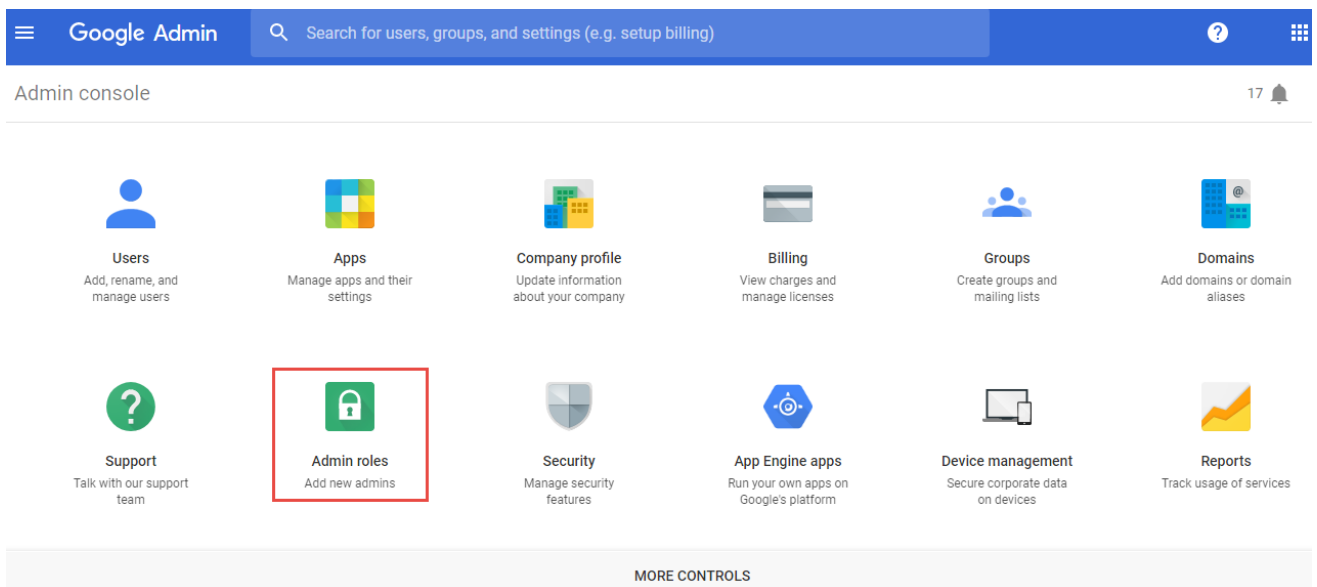 Google Admin
Search for users, groups, and settings (e.g. setup billing)
?
Admin console
17
@
Users
Add, rename, and
manage users
Apps
Manage apps and their
settings
Company profile
Update information
about your company
Billing
View charges and
manage licenses
Groups
Create groups and
mailing lists
Domains
Add domains or domain
aliases
?
Support
Talk with our support
team
Admin roles
Add new admins
Security
Manage security
features
App Engine apps
Run your own apps on
Google's platform
Device management
Secure corporate data
on devices
Reports
Track usage of services
MORE CONTROLS